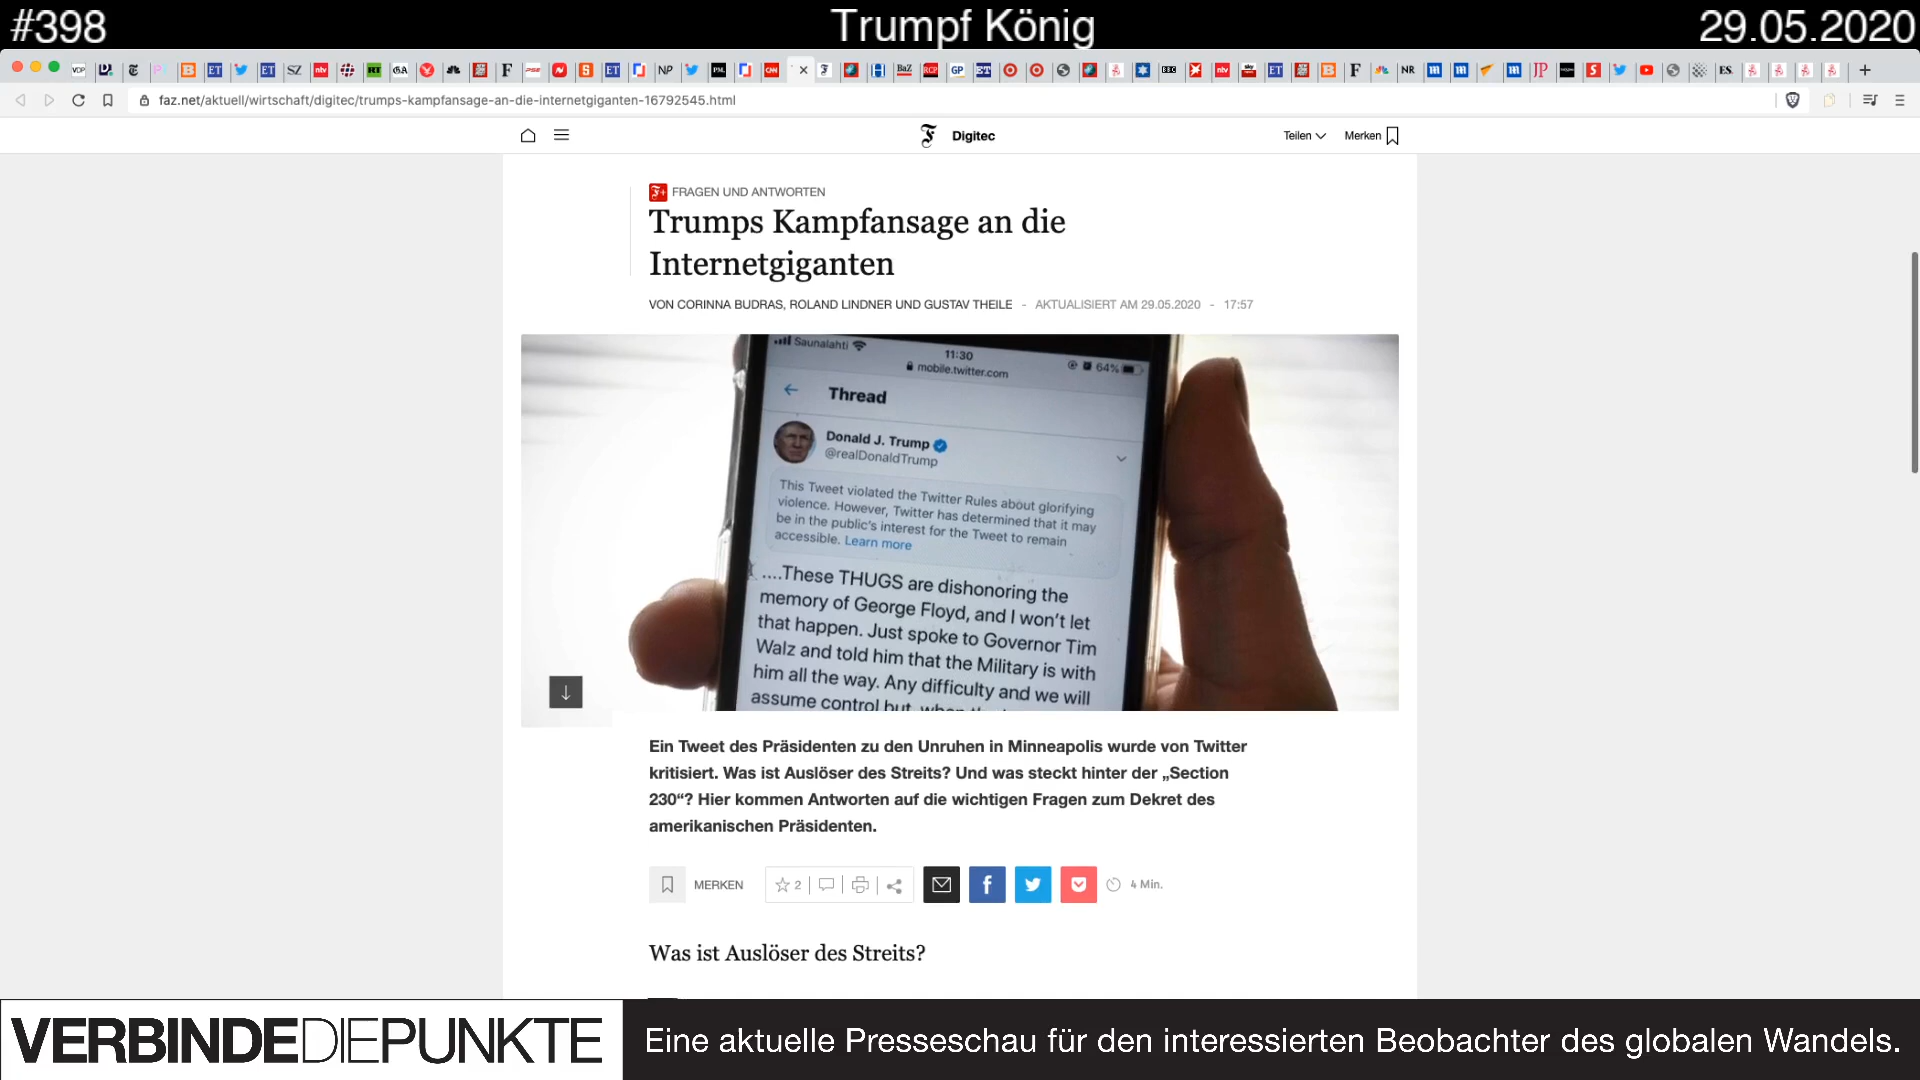 #398
Trumpf König
29.05.2020
faz.net/aktuell/wirtschaft/digitec/trumps-kampfansage-an-die-internetgiganten-16792545.html
Digitec
Teilen
Merken
F+ FRAGEN UND ANTWORTEN
Trumps Kampfansage an die
Internetgiganten
VON CORINNA BUDRAS, ROLAND LINDNER UND GUSTAV THEILE - AKTUALISIERT AM 29.05.2020 - 17:57
Saunalahti
11:30
64%
mobile.twitter.com
Thread
Donald J. Trump
@realDonaldTrump
This Tweet violated the Twitter Rules about glorifying
violence. However, Twitter has determined that it may
be in the public's interest for the Tweet to remain
accessible. Learn more
....These THUGS are dishonoring the
memory of George Floyd, and I won't let
that happen. Just spoke to Governor Tim
Walz and told him that the Military is with
him all the way. Any difficulty and we will
assume control but,
Ein Tweet des Präsidenten zu den Unruhen in Minneapolis wurde von Twitter
kritisiert. Was ist Auslöser des Streits? Und was steckt hinter der „Section
230“? Hier kommen Antworten auf die wichtigen Fragen zum Dekret des
amerikanischen Präsidenten.
MERKEN
2
4 Min.
Was ist Auslöser des Streits?
VERBINDEDIEPUNKTE
Eine aktuelle Presseschau für den interessierten Beobachter des globalen Wandels.